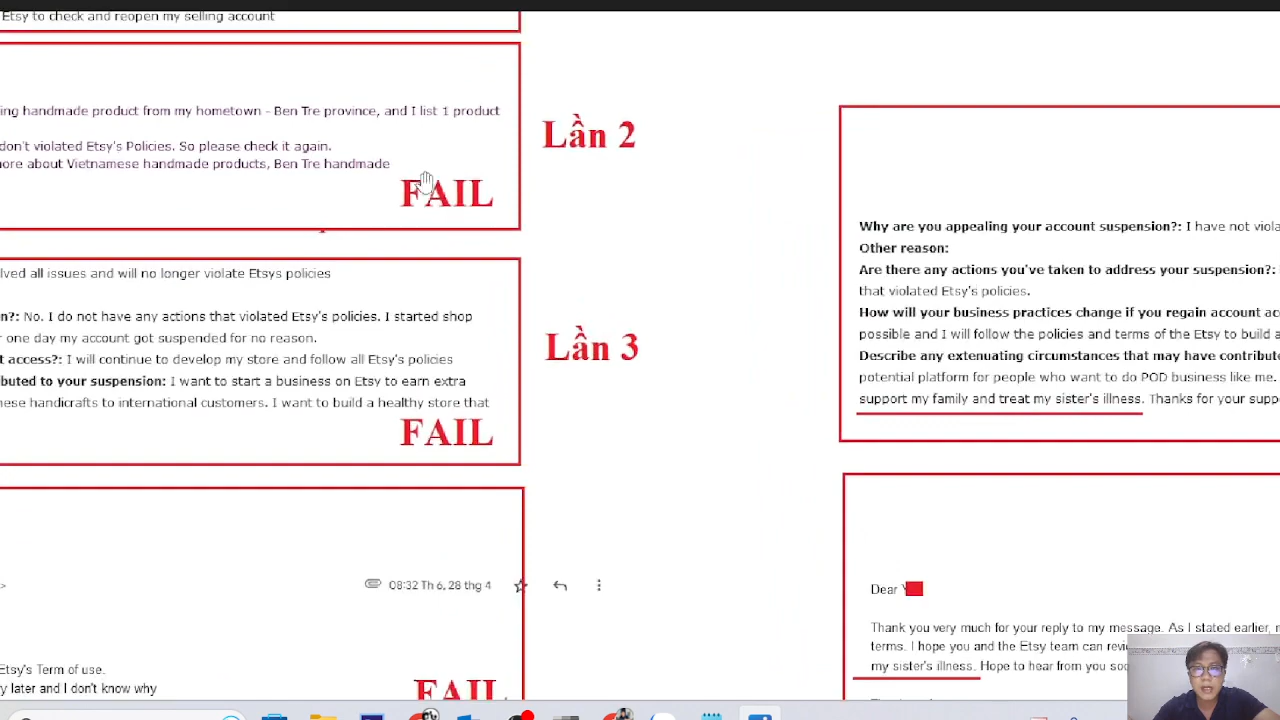 Etsy to check and reopen my selling account
ing handmade product from my hometown - Ben Tre province, and I list 1 product
don't violated Etsy's Policies. So please check it again.
more about Vietnamese handmade products, Ben Tre handmade
FAIL
Lần 2
lved all issues and will no longer violate Etsys policies
n?: No. I do not have any actions that violated Etsy's policies. I started shop
r one day my account got suspended for no reason.
t access?: I will continue to develop my store and follow all Etsy's policies
buted to your suspension: I want to start a business on Etsy to earn extra
nese handicrafts to international customers. I want to build a healthy store that
FAIL
Lần 3
08:32 Th 6, 28 thg 4
Etsy's Term of use.
y later and I don't know why
FAIL
Why are you appealing your account suspension?: I have not viola
Other reason:
Are there any actions you've taken to address your suspension?:
that violated Etsy's policies.
How will your business practices change if you regain account acc
possible and I will follow the policies and terms of the Etsy to build a
Describe any extenuating circumstances that may have contribute
potential platform for people who want to do POD business like me.
support my family and treat my sister's illness. Thanks for your supp
Dear
Thank you very much for your reply to my message. As I stated earlier,
terms. I hope you and the Etsy team can revi
my sister's illness. Hope to hear from you soo